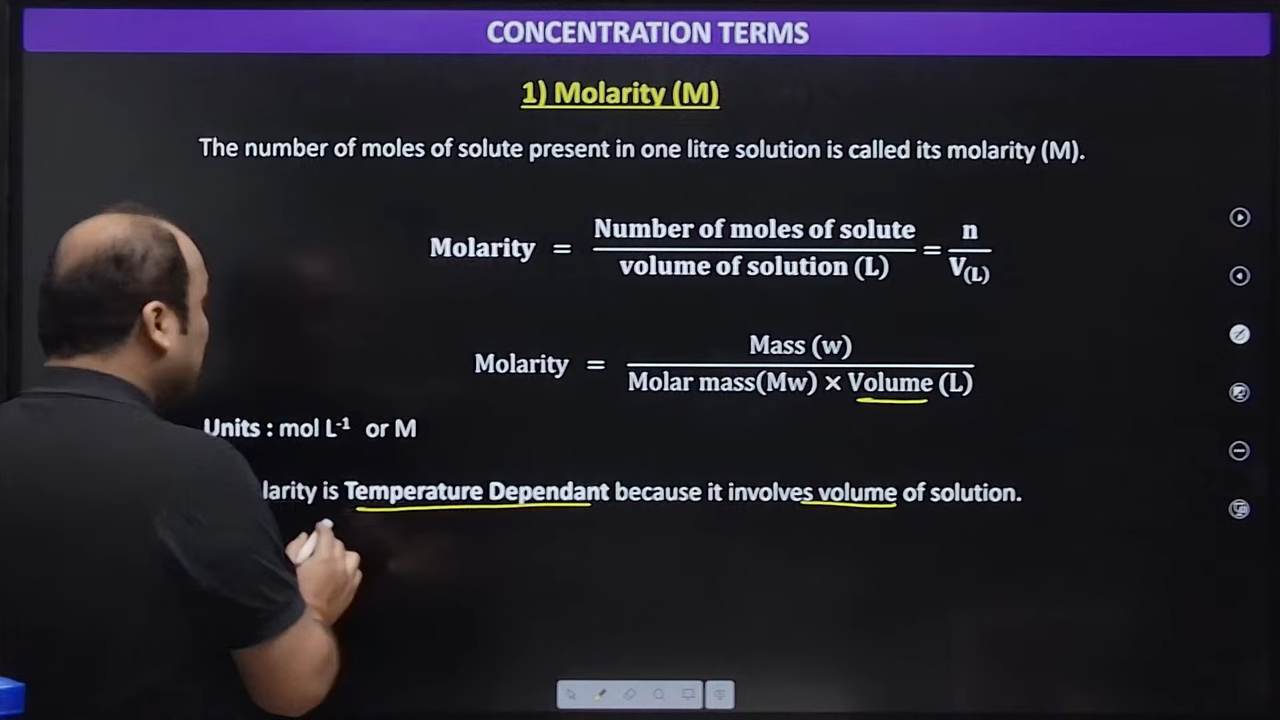 CONCENTRATION TERMS
1) Molarity (M)
The number of moles of solute present in one litre solution is called its molarity (M).
Molarity = Number of moles of solute / volume of solution (L) = n / V(L)
Molarity = Mass (w) / Molar mass(Mw) × Volume (L)
Units : mol L⁻¹ or M
larity is Temperature Dependant because it involves volume of solution.